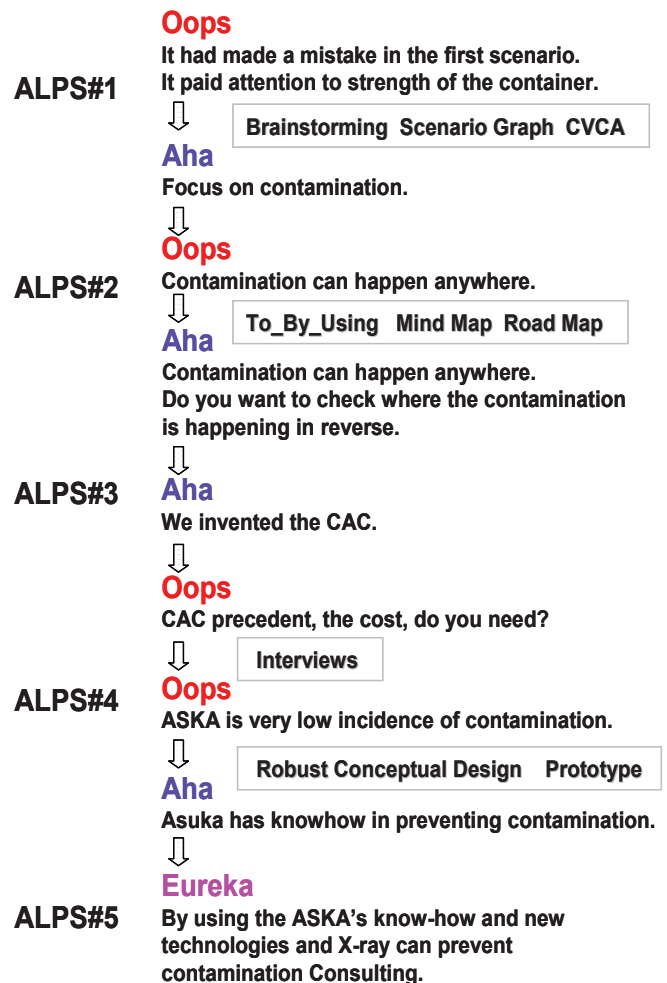 Oops
It had made a mistake in the first scenario.
ALPS#1
It paid attention to strength of the container.
Brainstorming Scenario Graph CVCA
Aha
Focus on contamination.
Oops
ALPS#2
Contamination can happen anywhere.
To_By_Using Mind Map Road Map
Aha
Contamination can happen anywhere.
Do you want to check where the contamination
is happening in reverse.
ALPS#3
Aha
We invented the CAC.
Oops
CAC precedent, the cost, do you need?
Interviews
ALPS#4
Oops
ASKA is very low incidence of contamination.
Robust Conceptual Design Prototype
Aha
Asuka has knowhow in preventing contamination.
Eureka
ALPS#5
By using the ASKA's know-how and new
technologies and X-ray can prevent
contamination Consulting.